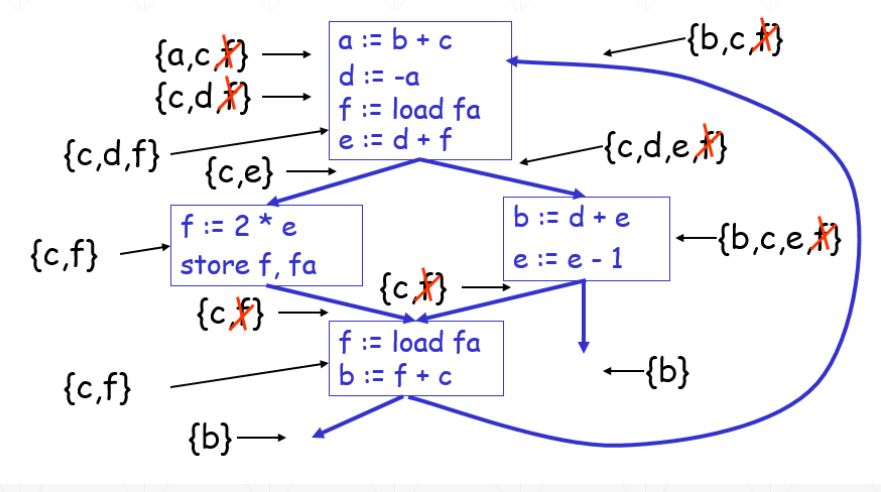 {a,c,f}
a := b + c
{b,c,f}
{c,d,f}
d := -a
f := load fa
{c,d,f}
e := d + f
{c,d,e,f}
{c,e}
f := 2 * e
b := d + e
{c,f}
store f, fa
e := e - 1
{b,c,e,f}
{c,f}
{c,f}
f := load fa
{c,f}
b := f + c
{b}
{b}